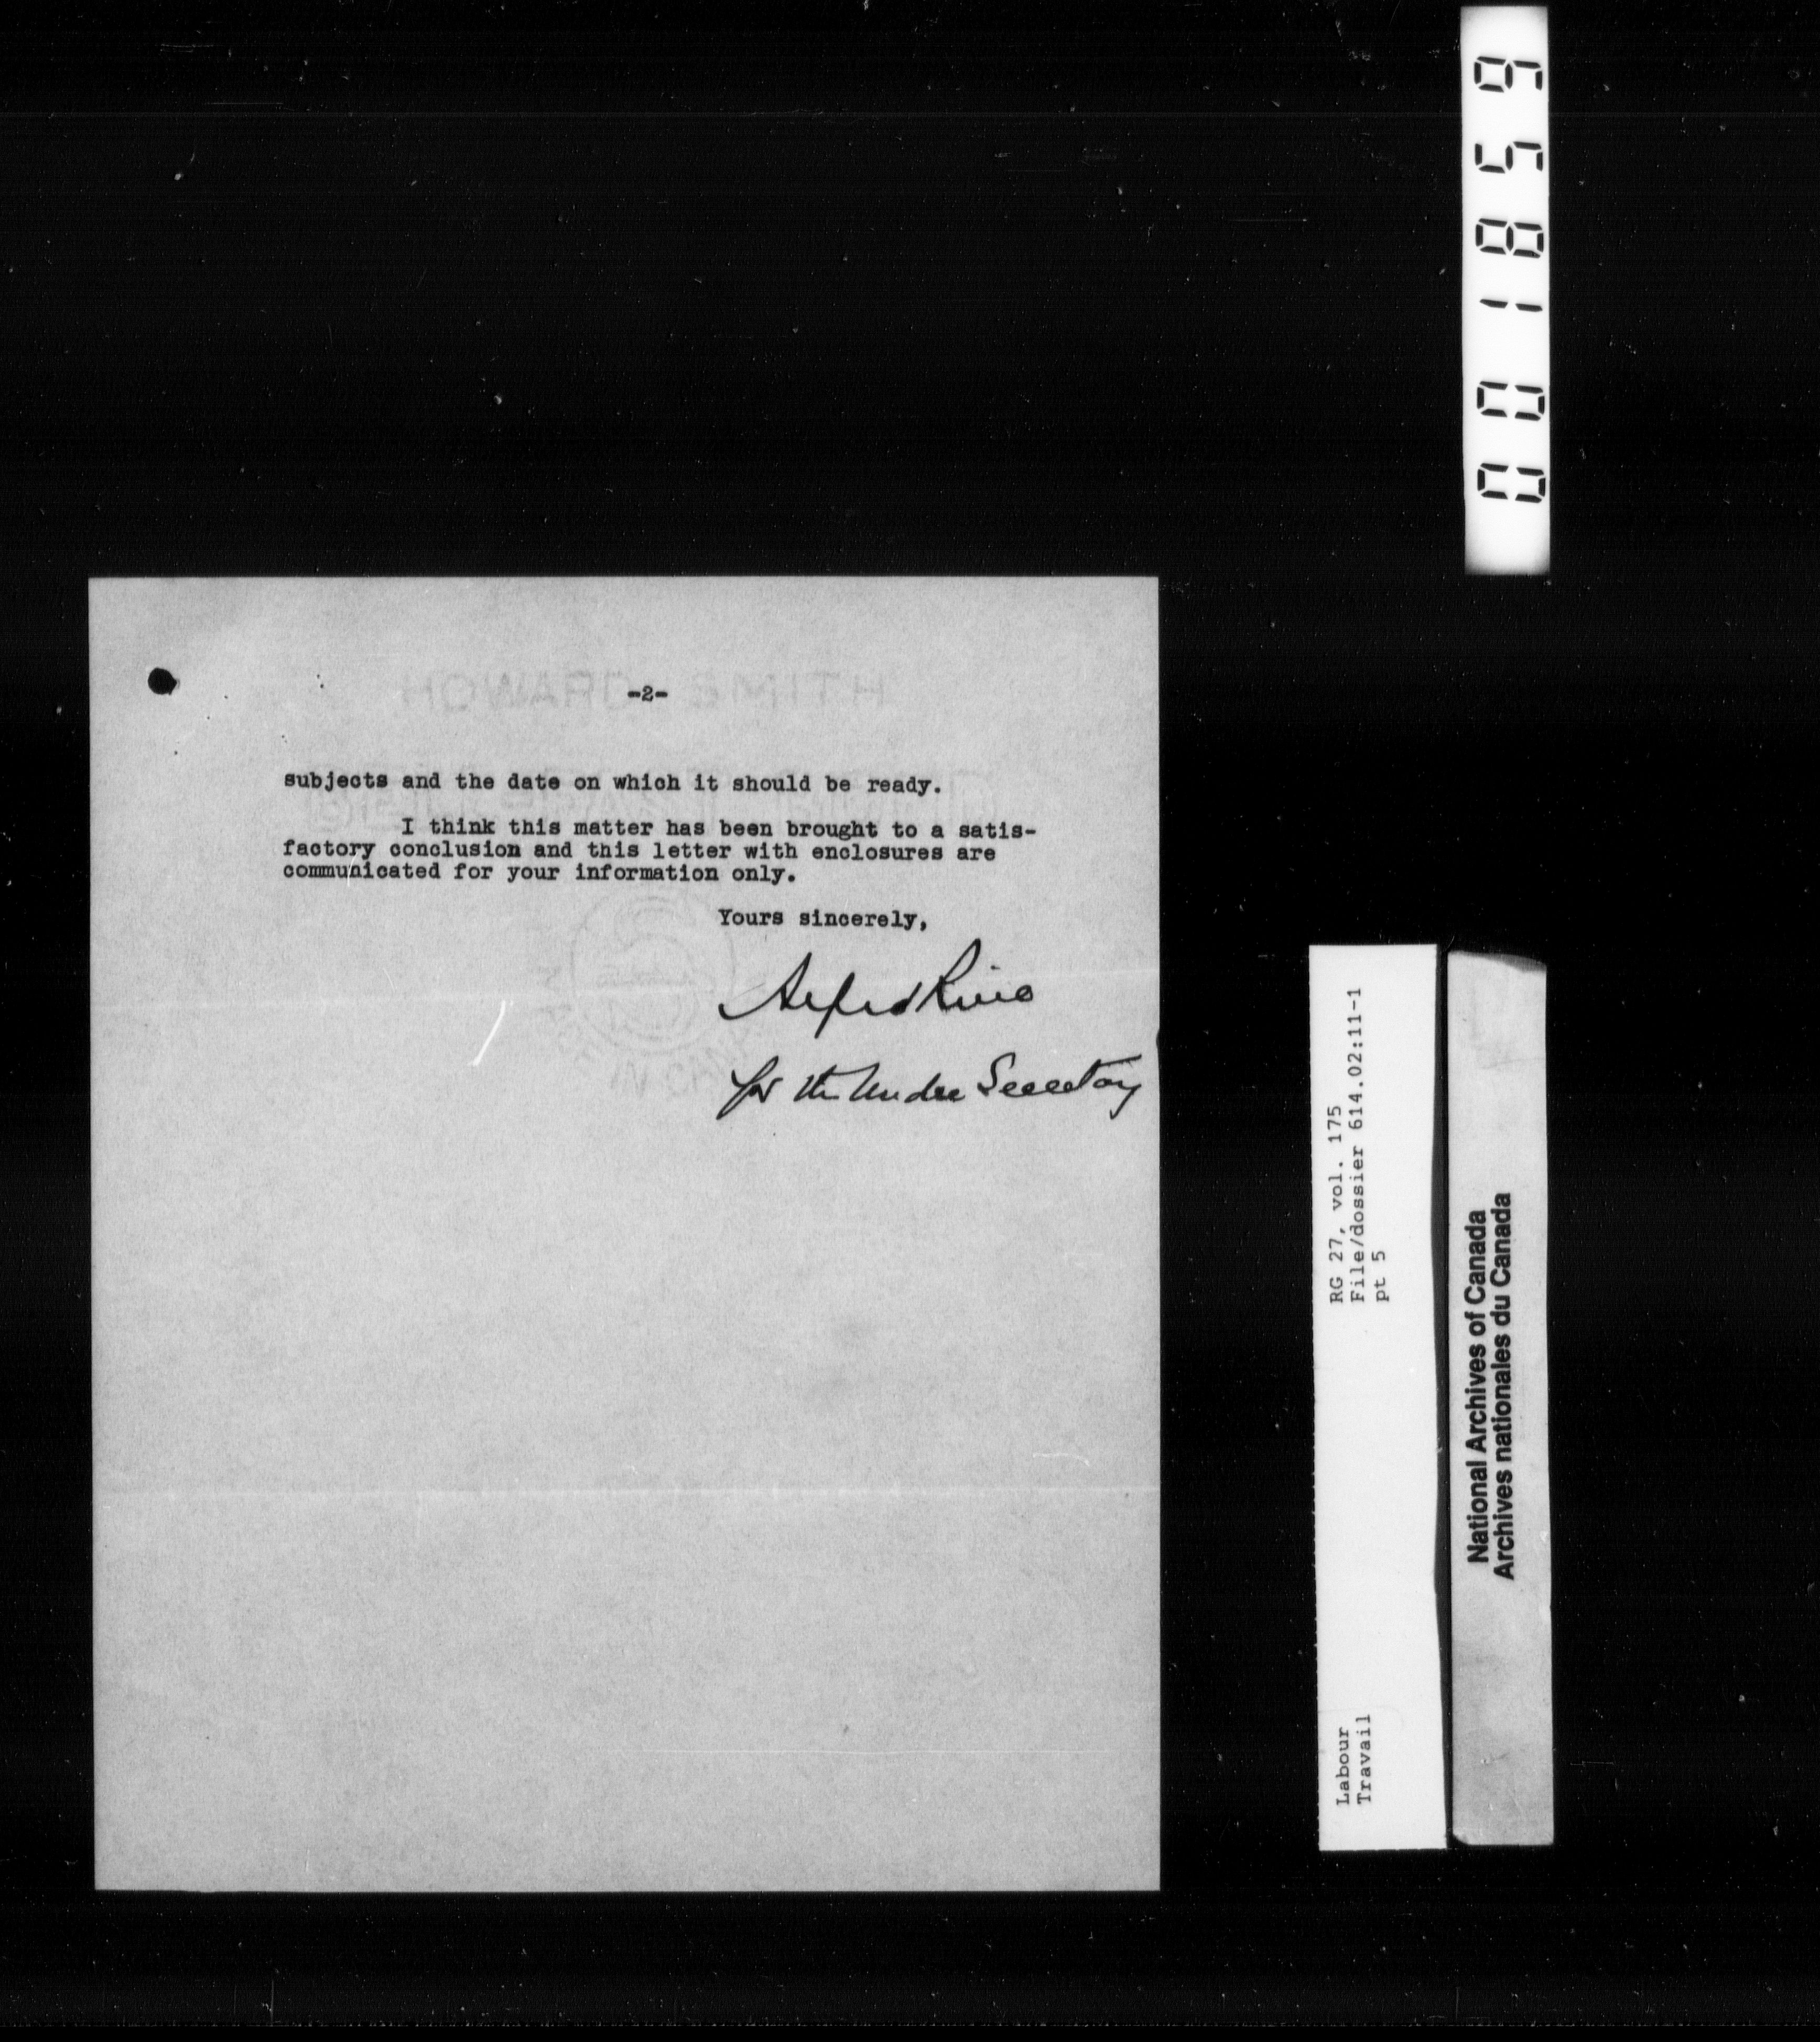 -2-
subjects and the date on which it should be ready.
I think this matter has been brought to a satis-
factory conclusion and this letter with enclosures are
communicated for your information only.
Yours sincerely,
Alfred Rive
for the Under Secretary
001859
RG 27, vol. 175
File/dossier 614.02:11-1
pt 5
Labour
Travail
National Archives of Canada
Archives nationales du Canada